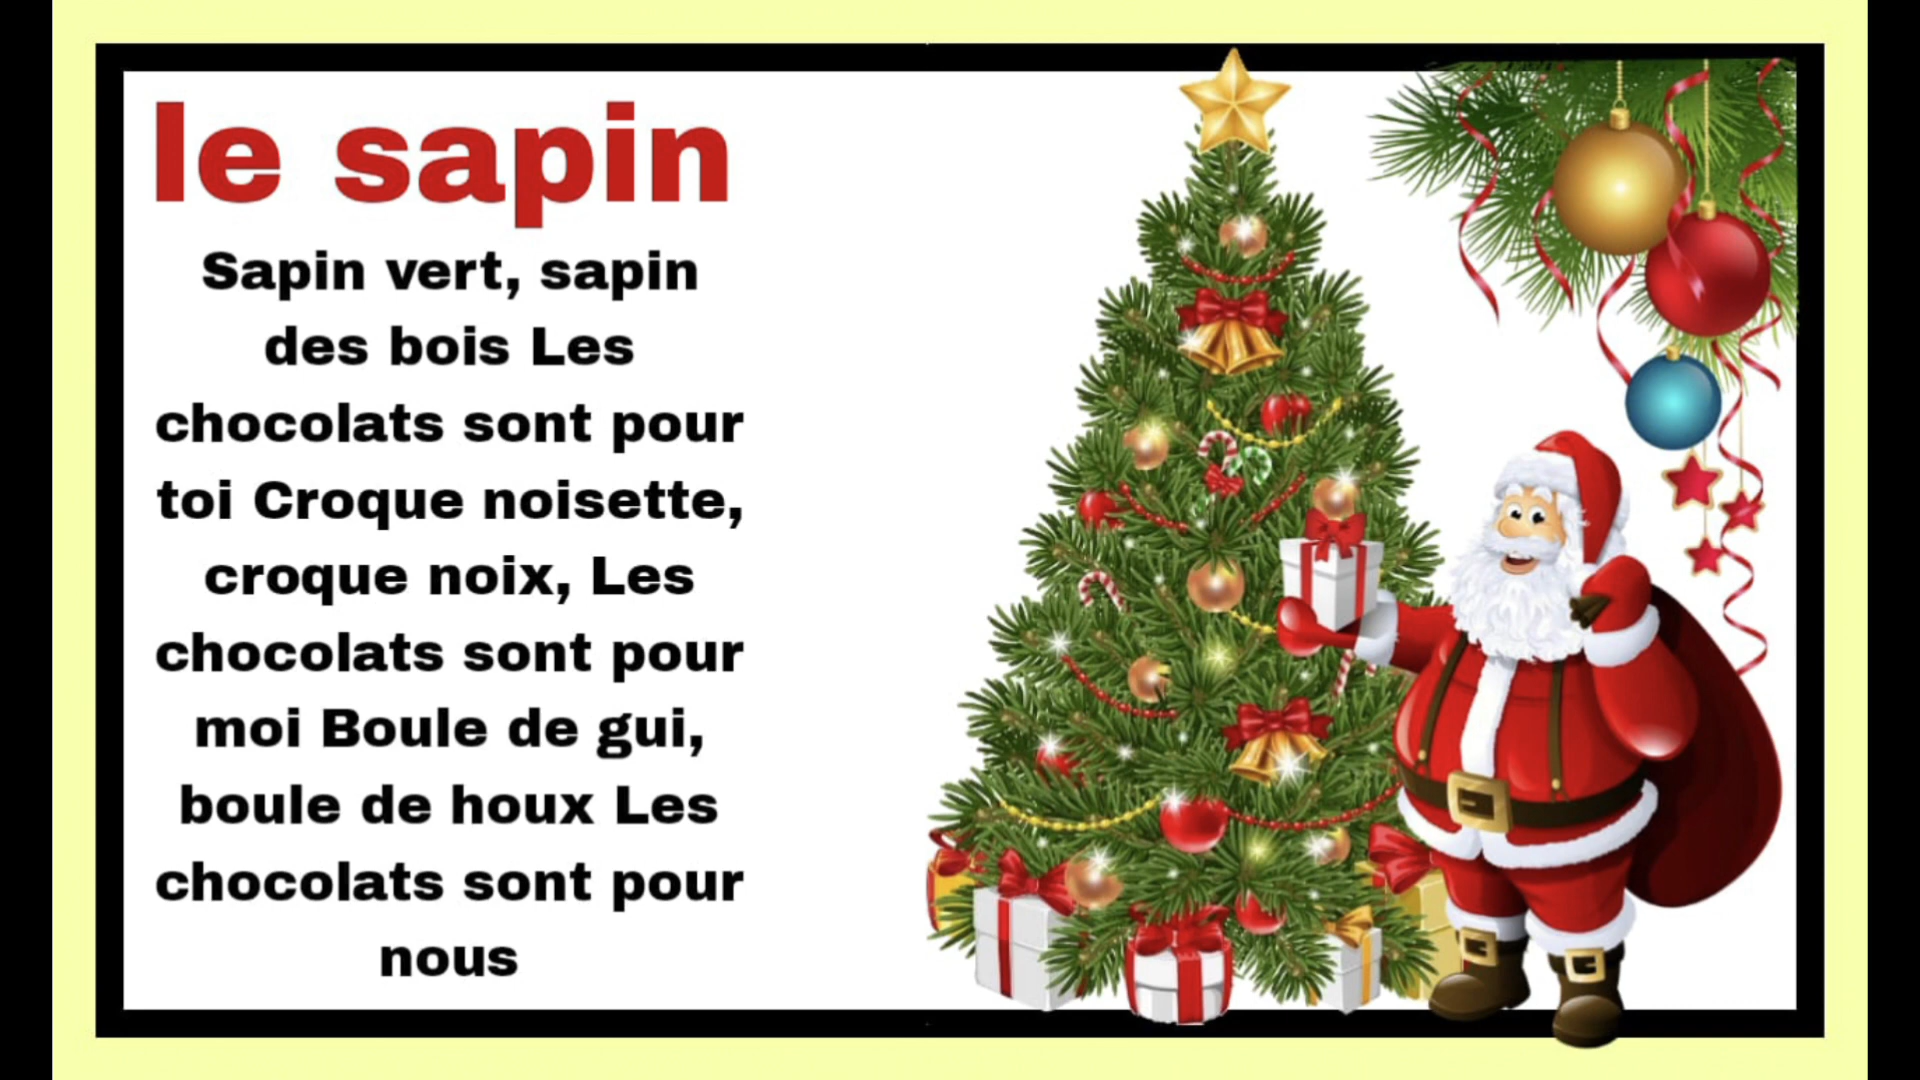 le sapin
Sapin vert, sapin
des bois Les
chocolats sont pour
toi Croque noisette,
croque noix, Les
chocolats sont pour
moi Boule de gui,
boule de houx Les
chocolats sont pour
nous